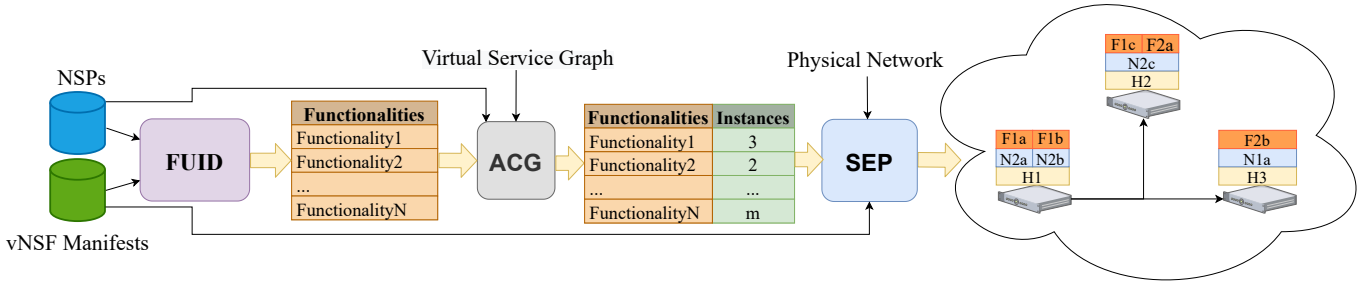 NSPs
vNSF Manifests
FUID
Functionalities
Functionality1
Functionality2
...
FunctionalityN
Virtual Service Graph
ACG
Functionalities Instances
Functionality1 3
Functionality2 2
... ...
FunctionalityN m
Physical Network
SEP
F1a F1b
N2a N2b
H1
F1c F2a
N2c
H2
F2b
N1a
H3